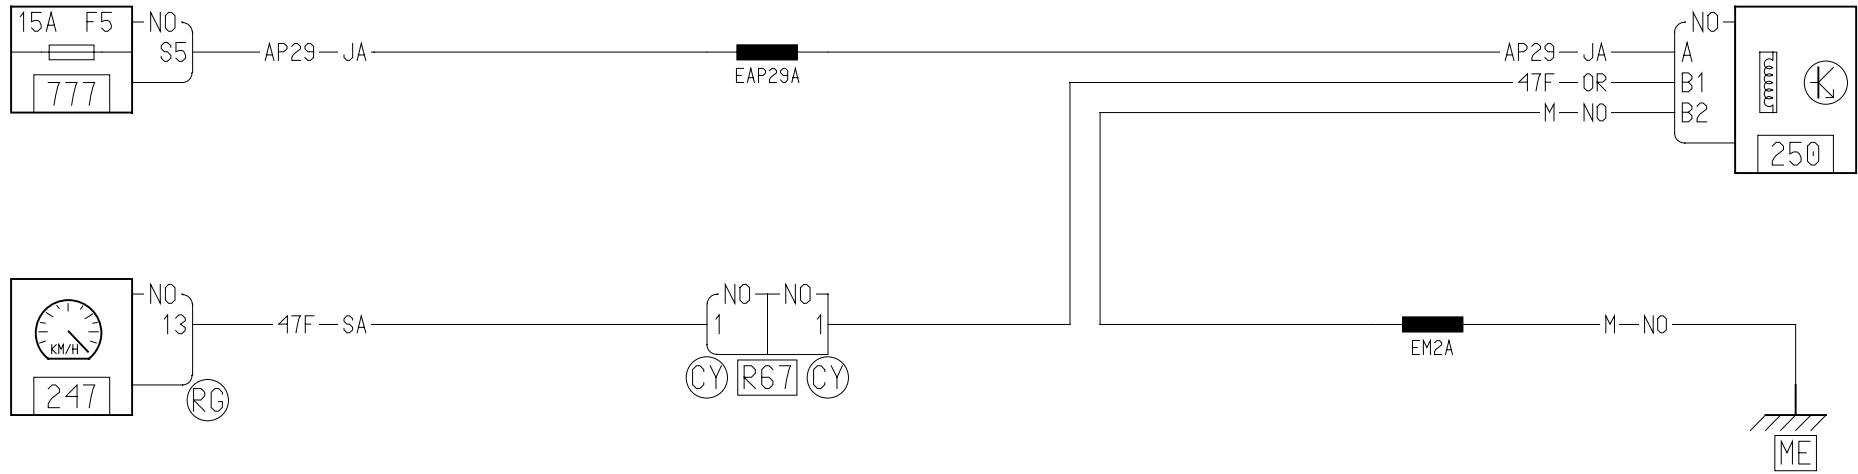 15A F5 NO NO
S5 AP29 JA AP29 JA A
EAP29A 47F OR B1
777 M NO B2
250
NO NO NO
13 47F SA 1 1 M NO
KM/H EM2A
247 RG CY R67 CY
ME